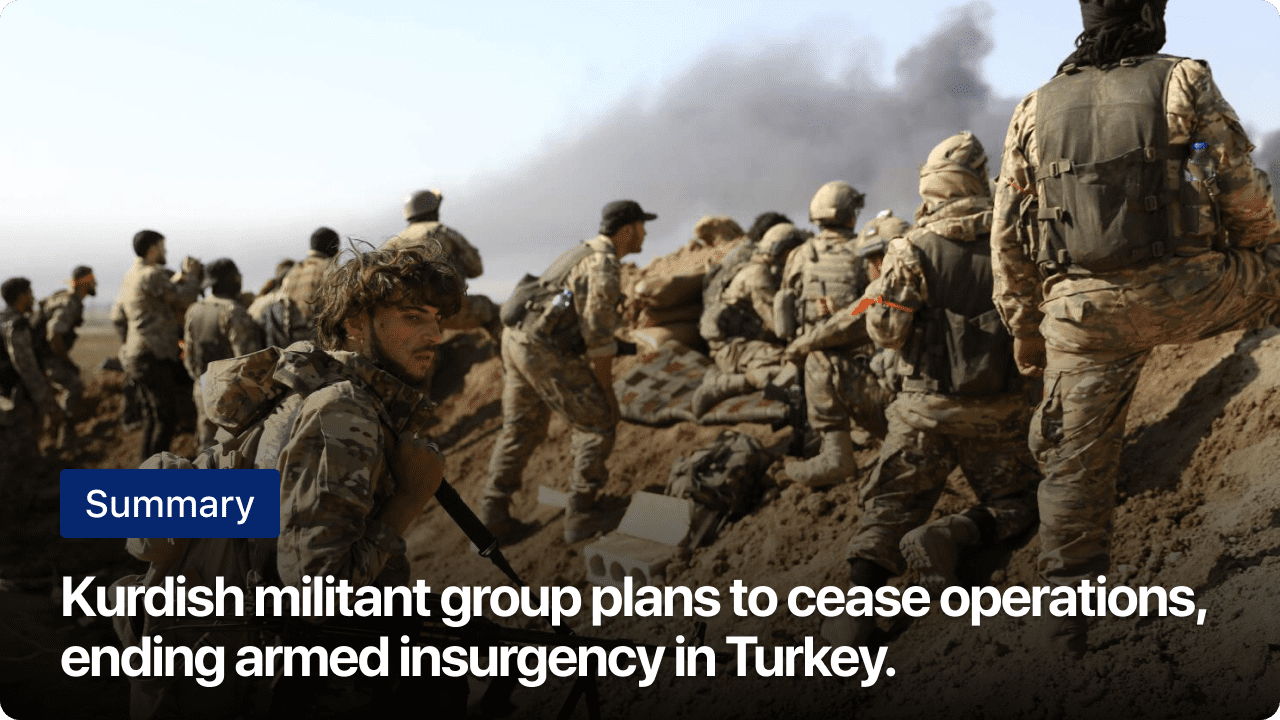 Summary
Kurdish militant group plans to cease operations,
ending armed insurgency in Turkey.